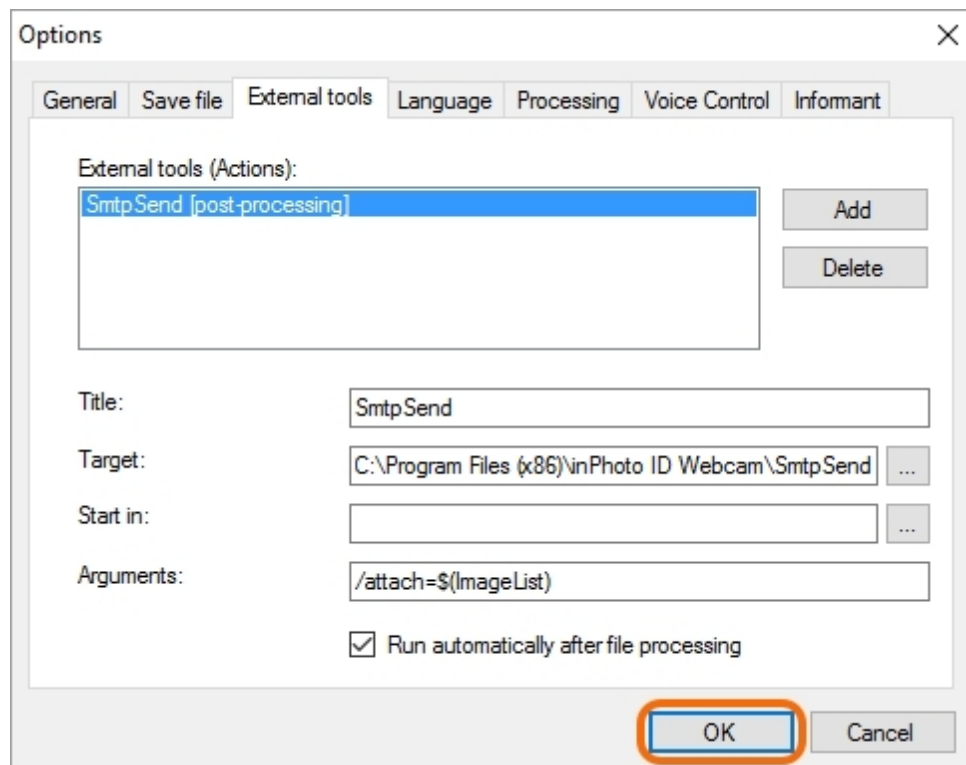 Options
General Save file External tools Language Processing Voice Control Informant
External tools (Actions):
SmtpSend [post-processing]
Add
Delete
Title: SmtpSend
Target: C:\Program Files (x86)\inPhoto ID Webcam\SmtpSend ...
Start in: ...
Arguments: /attach=$(ImageList)
Run automatically after file processing
OK Cancel